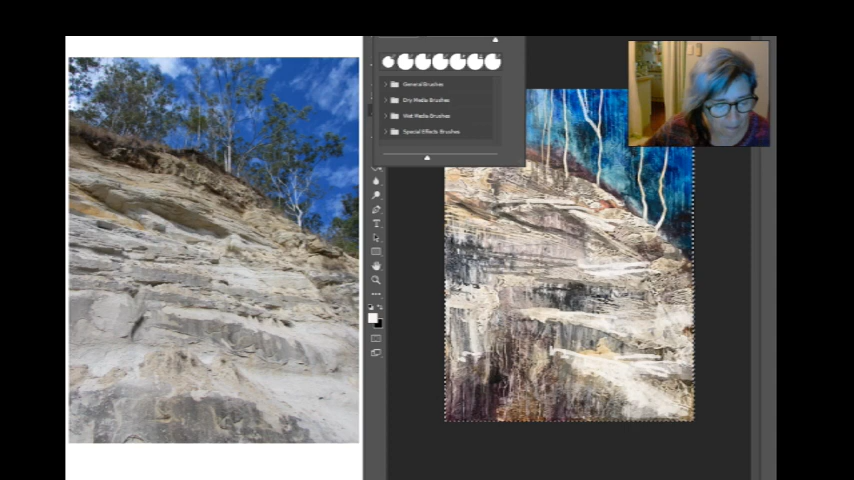 General Brushes
Dry Media Brushes
Wet Media Brushes
Special Effects Brushes
T